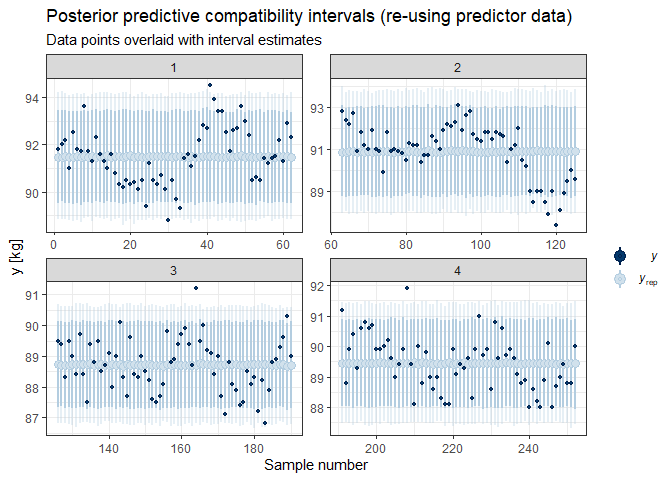 Posterior predictive compatibility intervals (re-using predictor data)
Data points overlaid with interval estimates
1
2
94
92
90
93
91
89
0 20 40 60
60 80 100 120
3
4
91
90
89
88
87
92
91
90
89
88
140 160 180
200 220 240
y [kg]
Sample number
y
yrep